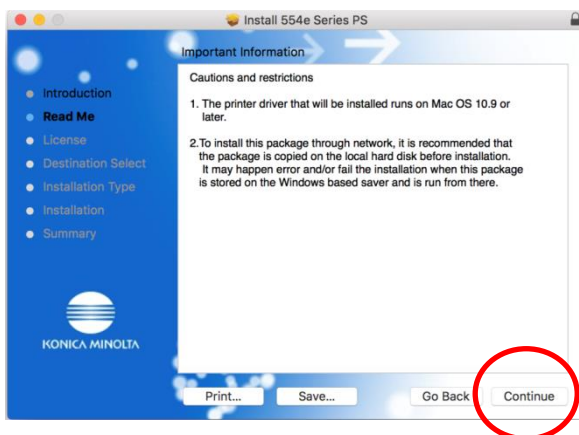 Install 554e Series PS
Important Information
Introduction
Read Me
License
Destination Select
Installation Type
Installation
Summary
Cautions and restrictions
1. The printer driver that will be installed runs on Mac OS 10.9 or
later.
2.To install this package through network, it is recommended that
the package is copied on the local hard disk before installation.
It may happen error and/or fail the installation when this package
is stored on the Windows based saver and is run from there.
KONICA MINOLTA
Print...
Save...
Go Back
Continue